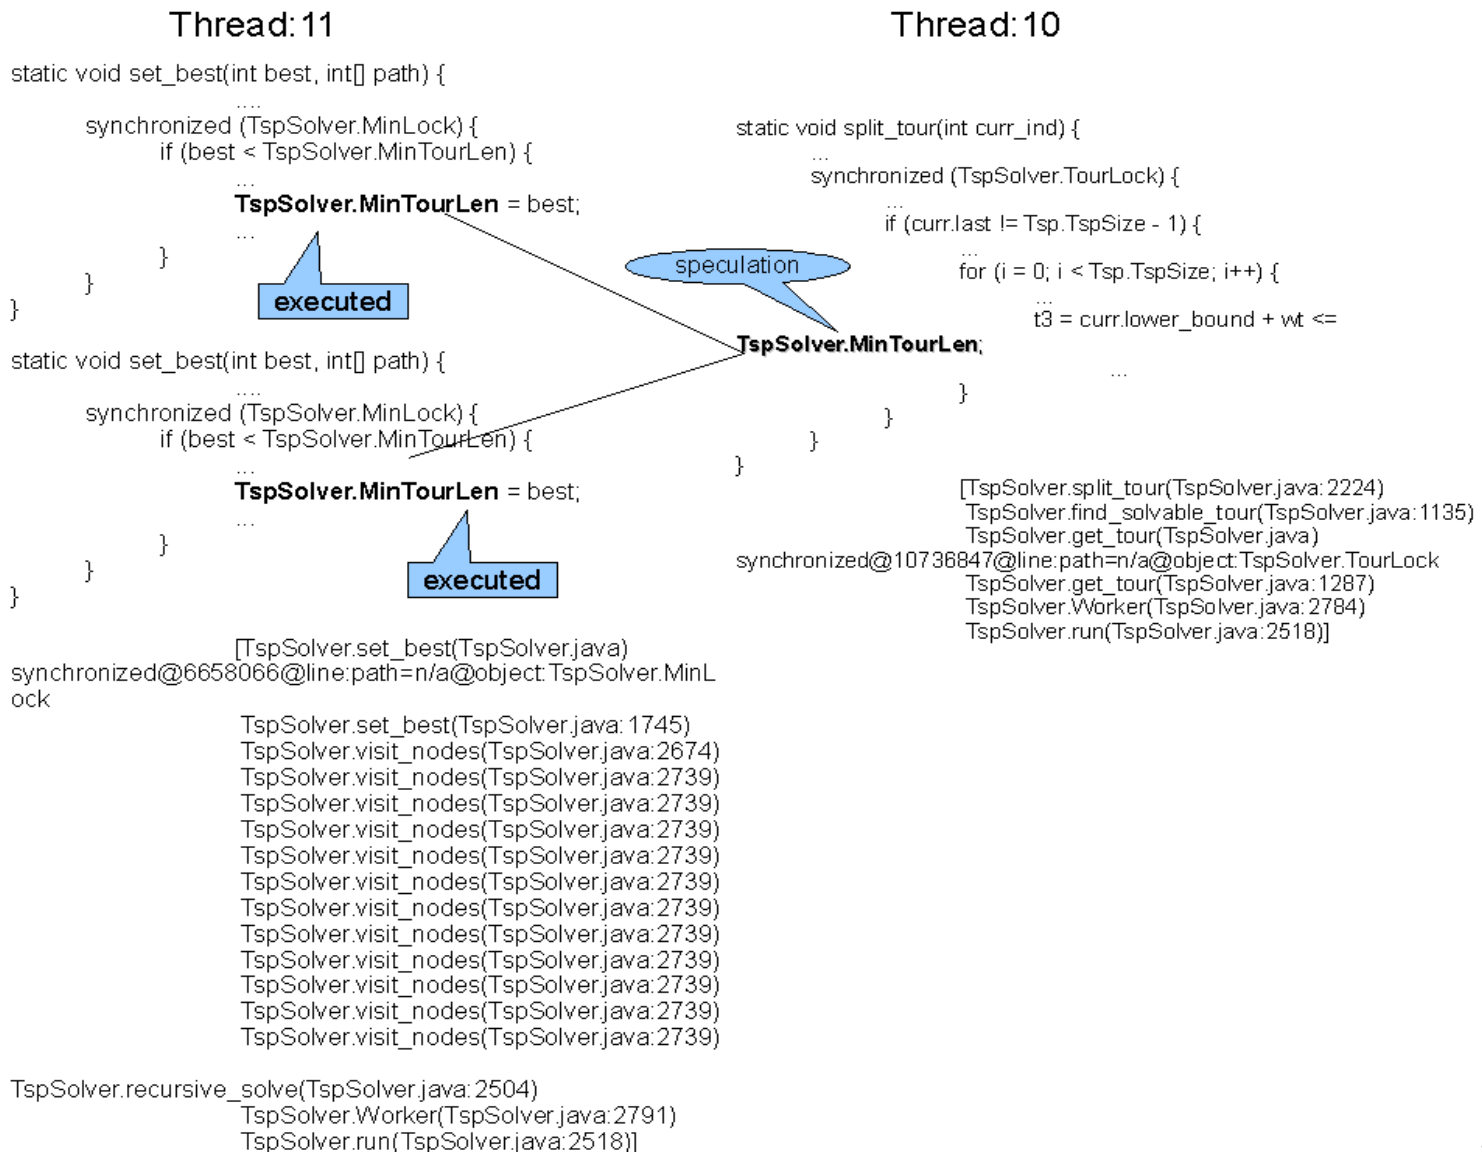 Thread:11
static void set_best(int best, int[] path) {
....
synchronized (TspSolver.MinLock) {
if (best < TspSolver.MinTourLen) {
...
TspSolver.MinTourLen = best;
...
}
}
}
executed
static void set_best(int best, int[] path) {
....
synchronized (TspSolver.MinLock) {
if (best < TspSolver.MinTourLen) {
...
TspSolver.MinTourLen = best;
...
}
}
}
executed
[TspSolver.set_best(TspSolver.java)
synchronized@6658066@line:path=n/a@object:TspSolver.MinL
ock
TspSolver.set_best(TspSolver.java:1745)
TspSolver.visit_nodes(TspSolver.java:2674)
TspSolver.visit_nodes(TspSolver.java:2739)
TspSolver.visit_nodes(TspSolver.java:2739)
TspSolver.visit_nodes(TspSolver.java:2739)
TspSolver.visit_nodes(TspSolver.java:2739)
TspSolver.visit_nodes(TspSolver.java:2739)
TspSolver.visit_nodes(TspSolver.java:2739)
TspSolver.visit_nodes(TspSolver.java:2739)
TspSolver.visit_nodes(TspSolver.java:2739)
TspSolver.visit_nodes(TspSolver.java:2739)
TspSolver.visit_nodes(TspSolver.java:2739)
TspSolver.visit_nodes(TspSolver.java:2739)
TspSolver.recursive_solve(TspSolver.java:2504)
TspSolver.Worker(TspSolver.java:2791)
TspSolver.run(TspSolver.java:2518)]
Thread:10
static void split_tour(int curr_ind) {
...
synchronized (TspSolver.TourLock) {
...
if (curr.last != Tsp.TspSize - 1) {
...
for (i = 0; i < Tsp.TspSize; i++) {
...
t3 = curr.lower_bound + wt <=
TspSolver.MinTourLen;
...
}
}
}
}
speculation
[TspSolver.split_tour(TspSolver.java:2224)
TspSolver.find_solvable_tour(TspSolver.java:1135)
TspSolver.get_tour(TspSolver.java)
synchronized@10736847@line:path=n/a@object:TspSolver.TourLock
TspSolver.get_tour(TspSolver.java:1287)
TspSolver.Worker(TspSolver.java:2784)
TspSolver.run(TspSolver.java:2518)]